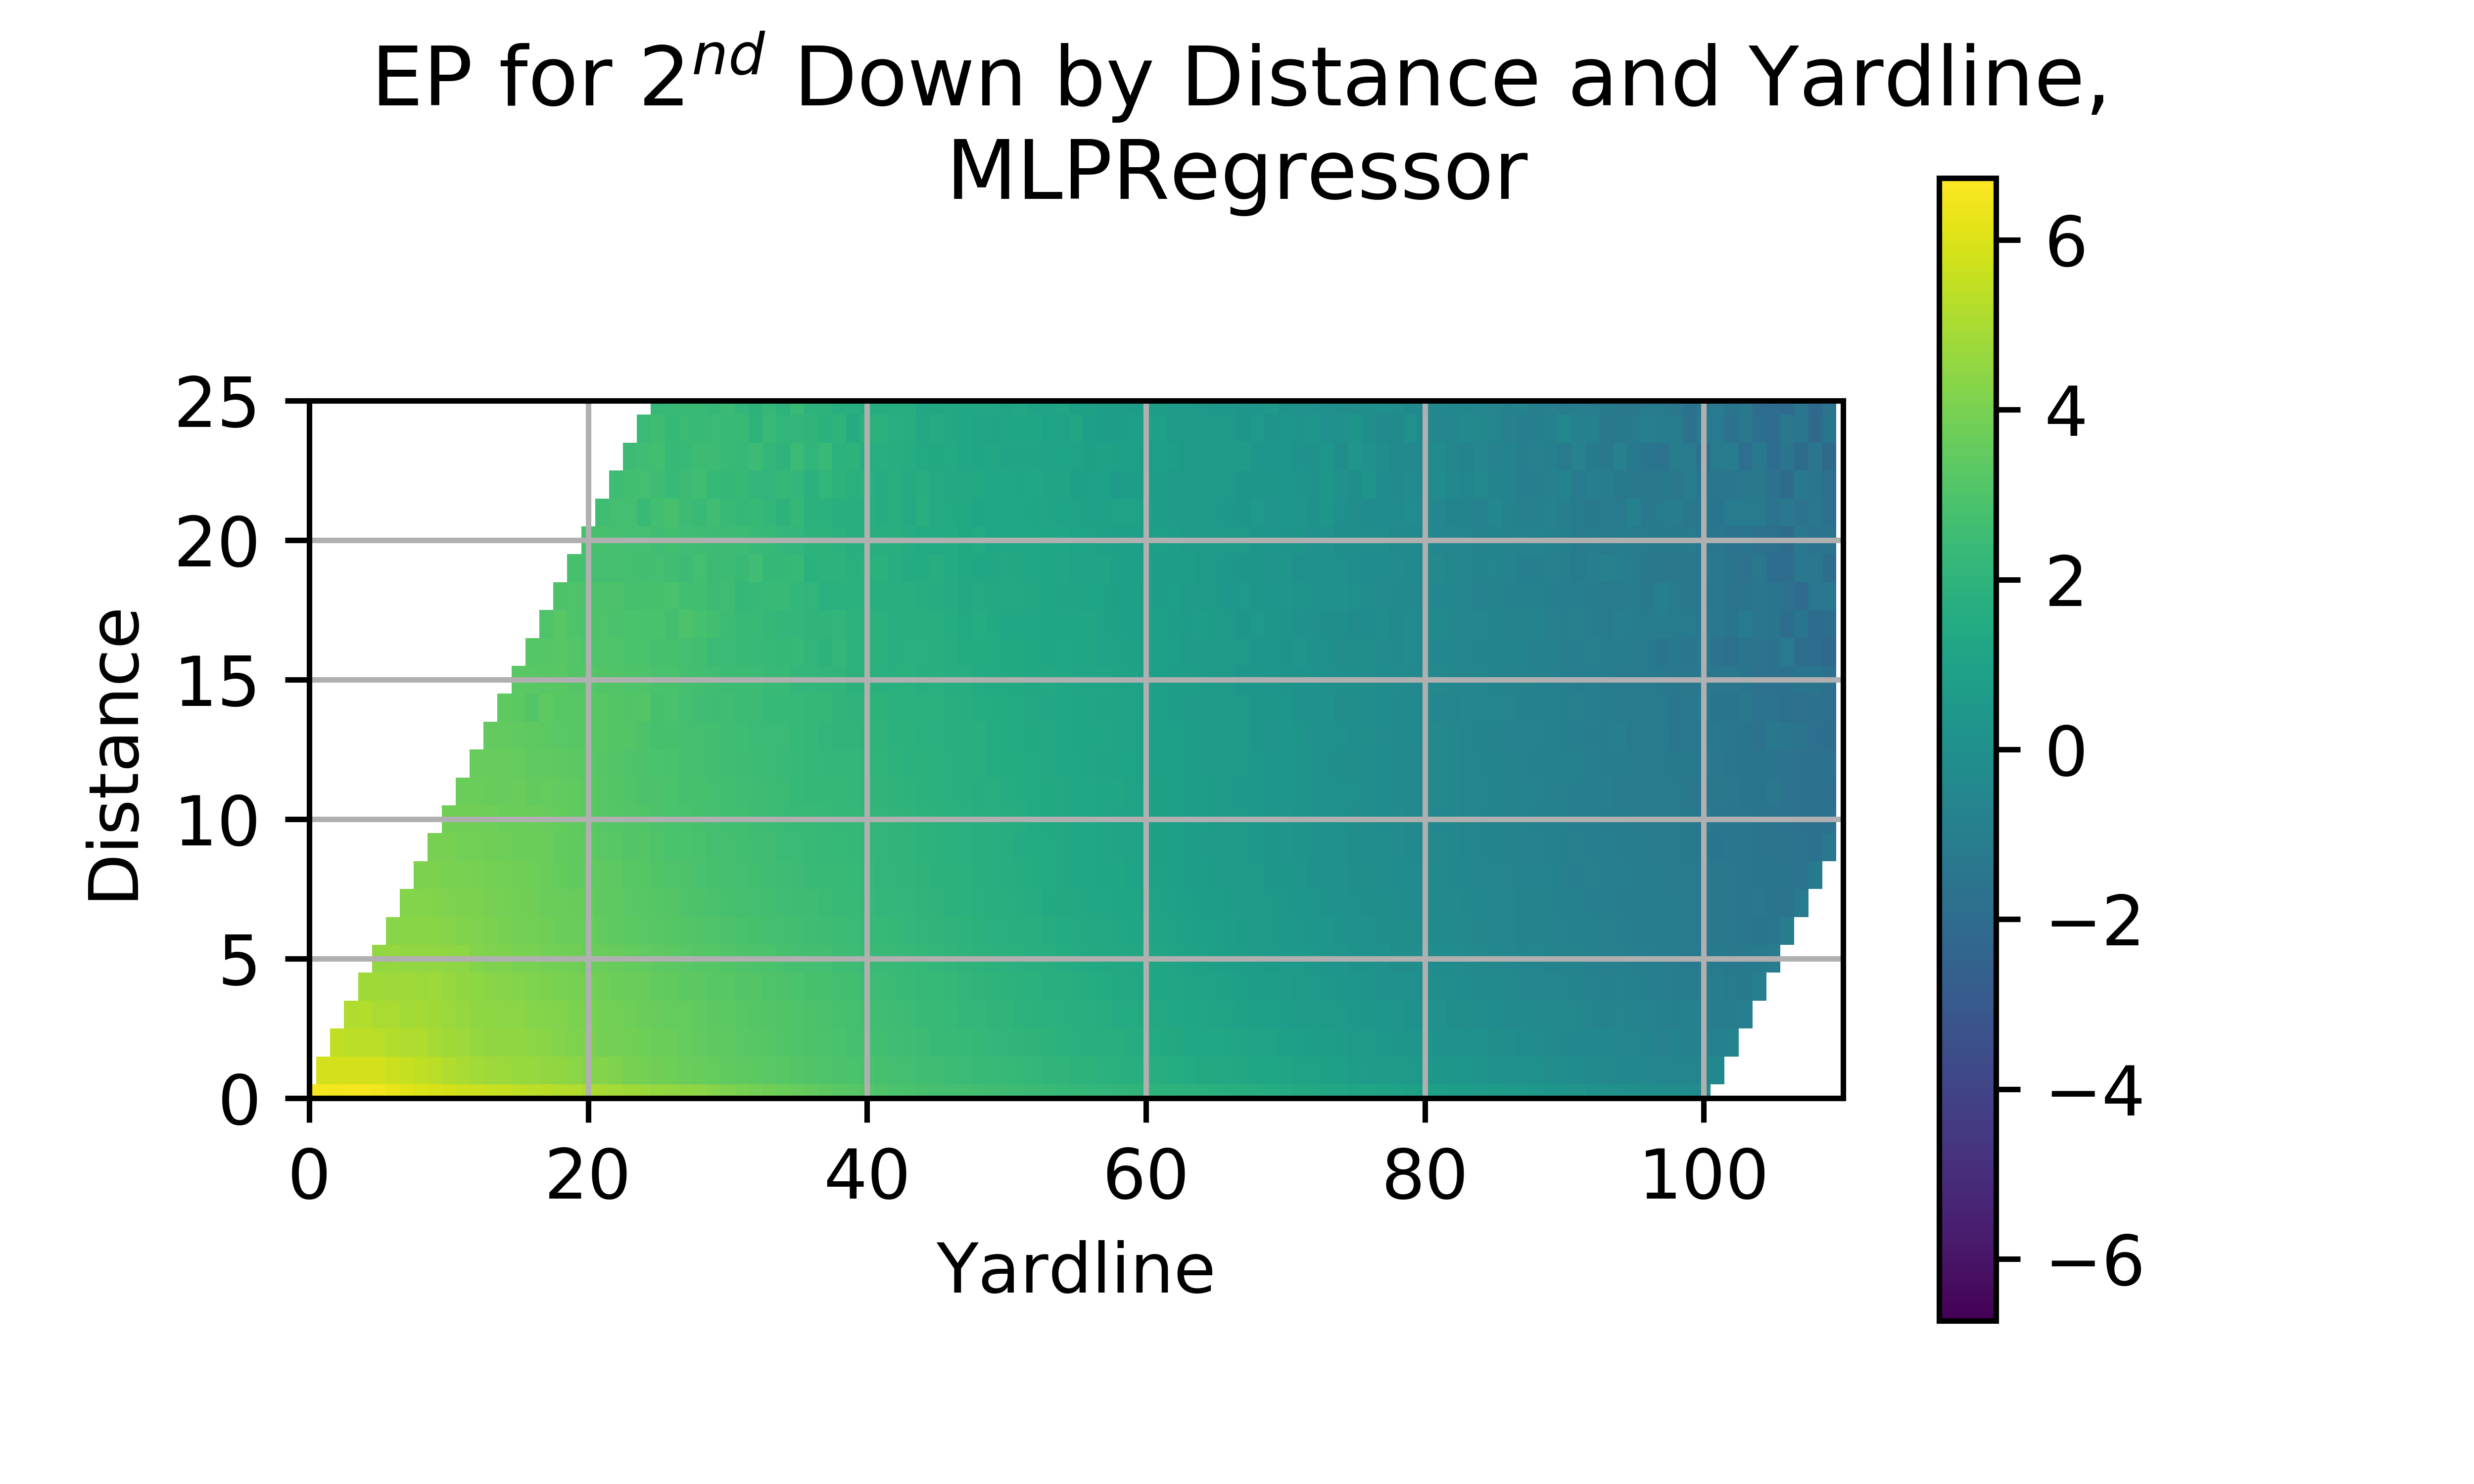 EP for 2nd Down by Distance and Yardline,
MLPRegressor
6
4
2
0
−2
−4
−6
25
20
15
10
5
0
Distance
0 20 40 60 80 100
Yardline